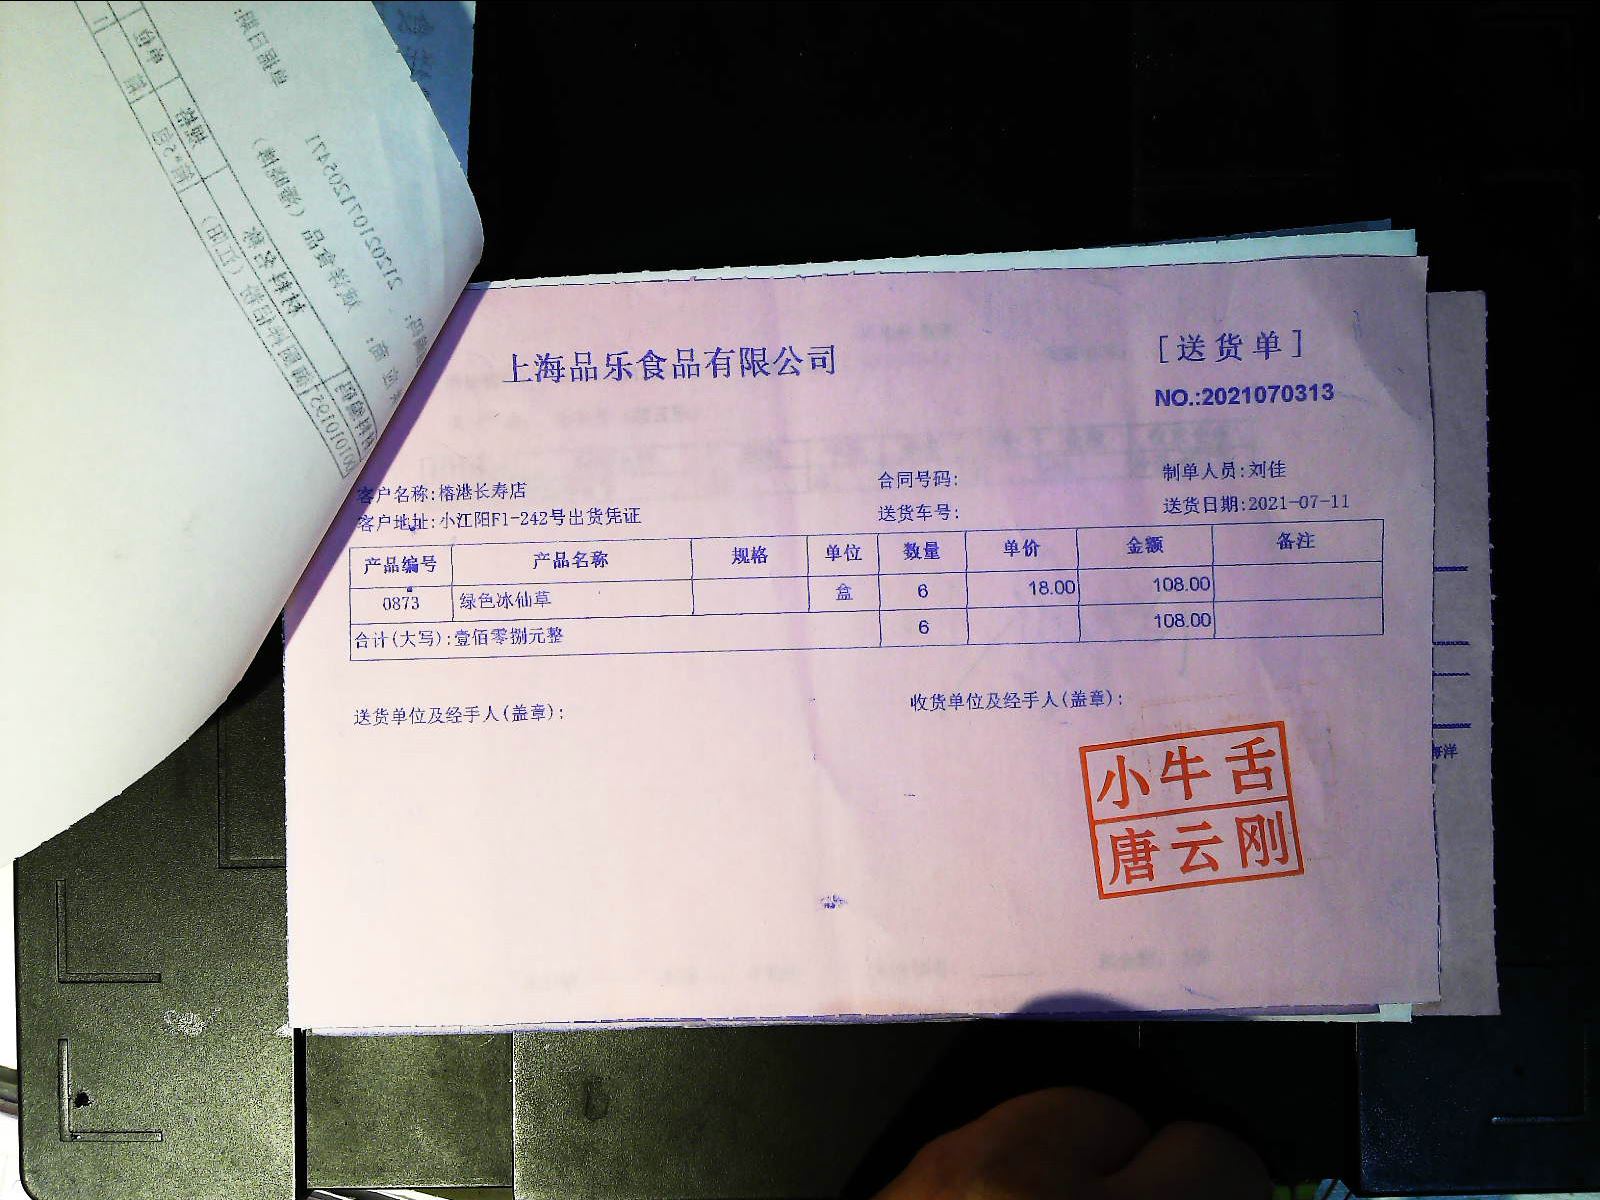 上海品乐食品有限公司
[送货单]
NO.:2021070313
客户名称:榙港长寿店
合同号码:
制单人员:刘佳
客户地址:小江阳F1-242号出货凭证
送货车号:
送货日期:2021-07-11
产品编号 产品名称 规格 单位 数量 单价 金额 备注
0873 绿色冰仙草 盒 6 18.00 108.00
合计(大写):壹佰零捌元整 6 108.00
送货单位及经手人(盖章):
收货单位及经手人(盖章):
小牛舌
唐云刚